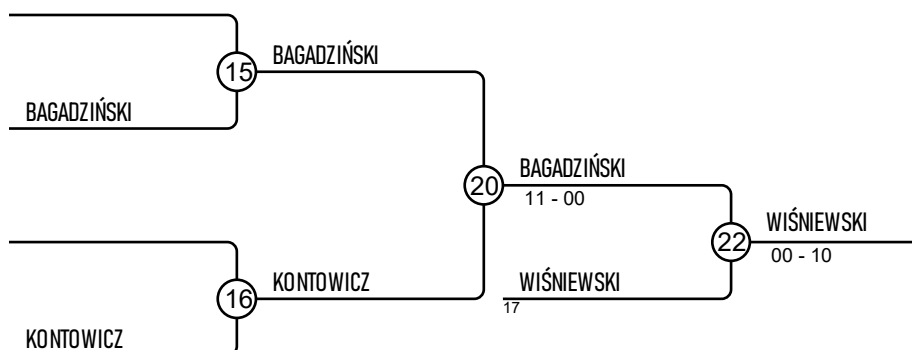 BAGADZIŃSKI
15
BAGADZIŃSKI
BAGADZIŃSKI
20
11 - 00
WIŚNIEWSKI
22
00 - 10
WIŚNIEWSKI
17
KONTOWICZ
16
KONTOWICZ